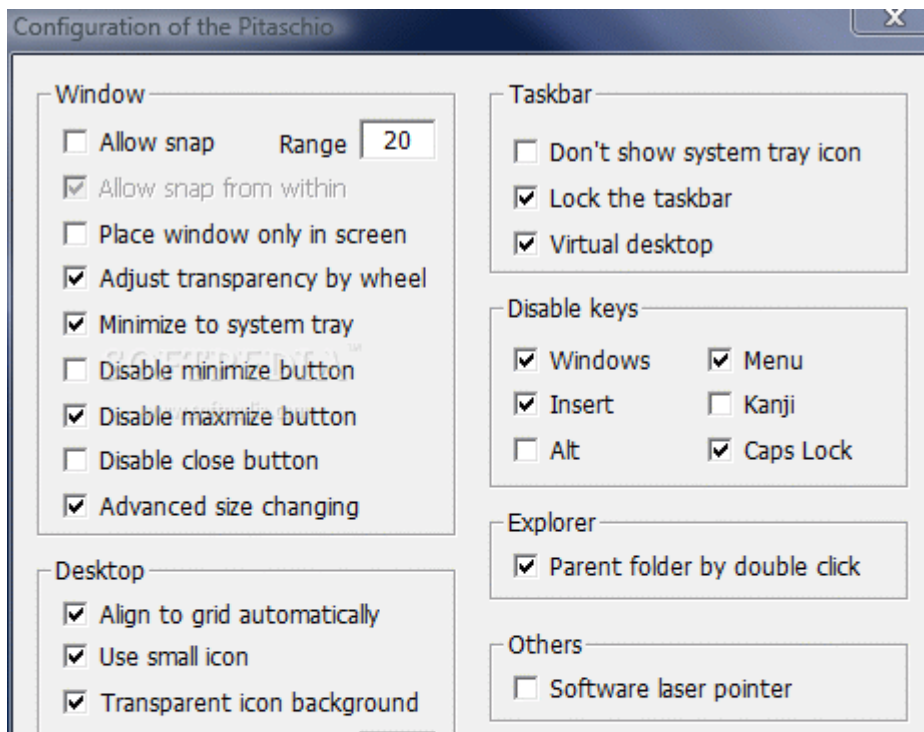 Configuration of the Pitaschio
Window
Allow snap Range 20
Allow snap from within
Place window only in screen
Adjust transparency by wheel
Minimize to system tray
Disable minimize button
Disable maxmize button
Disable close button
Advanced size changing
Desktop
Align to grid automatically
Use small icon
Transparent icon background
Taskbar
Don't show system tray icon
Lock the taskbar
Virtual desktop
Disable keys
Windows Menu
Insert Kanji
Alt Caps Lock
Explorer
Parent folder by double click
Others
Software laser pointer
SOFTPEDIA™